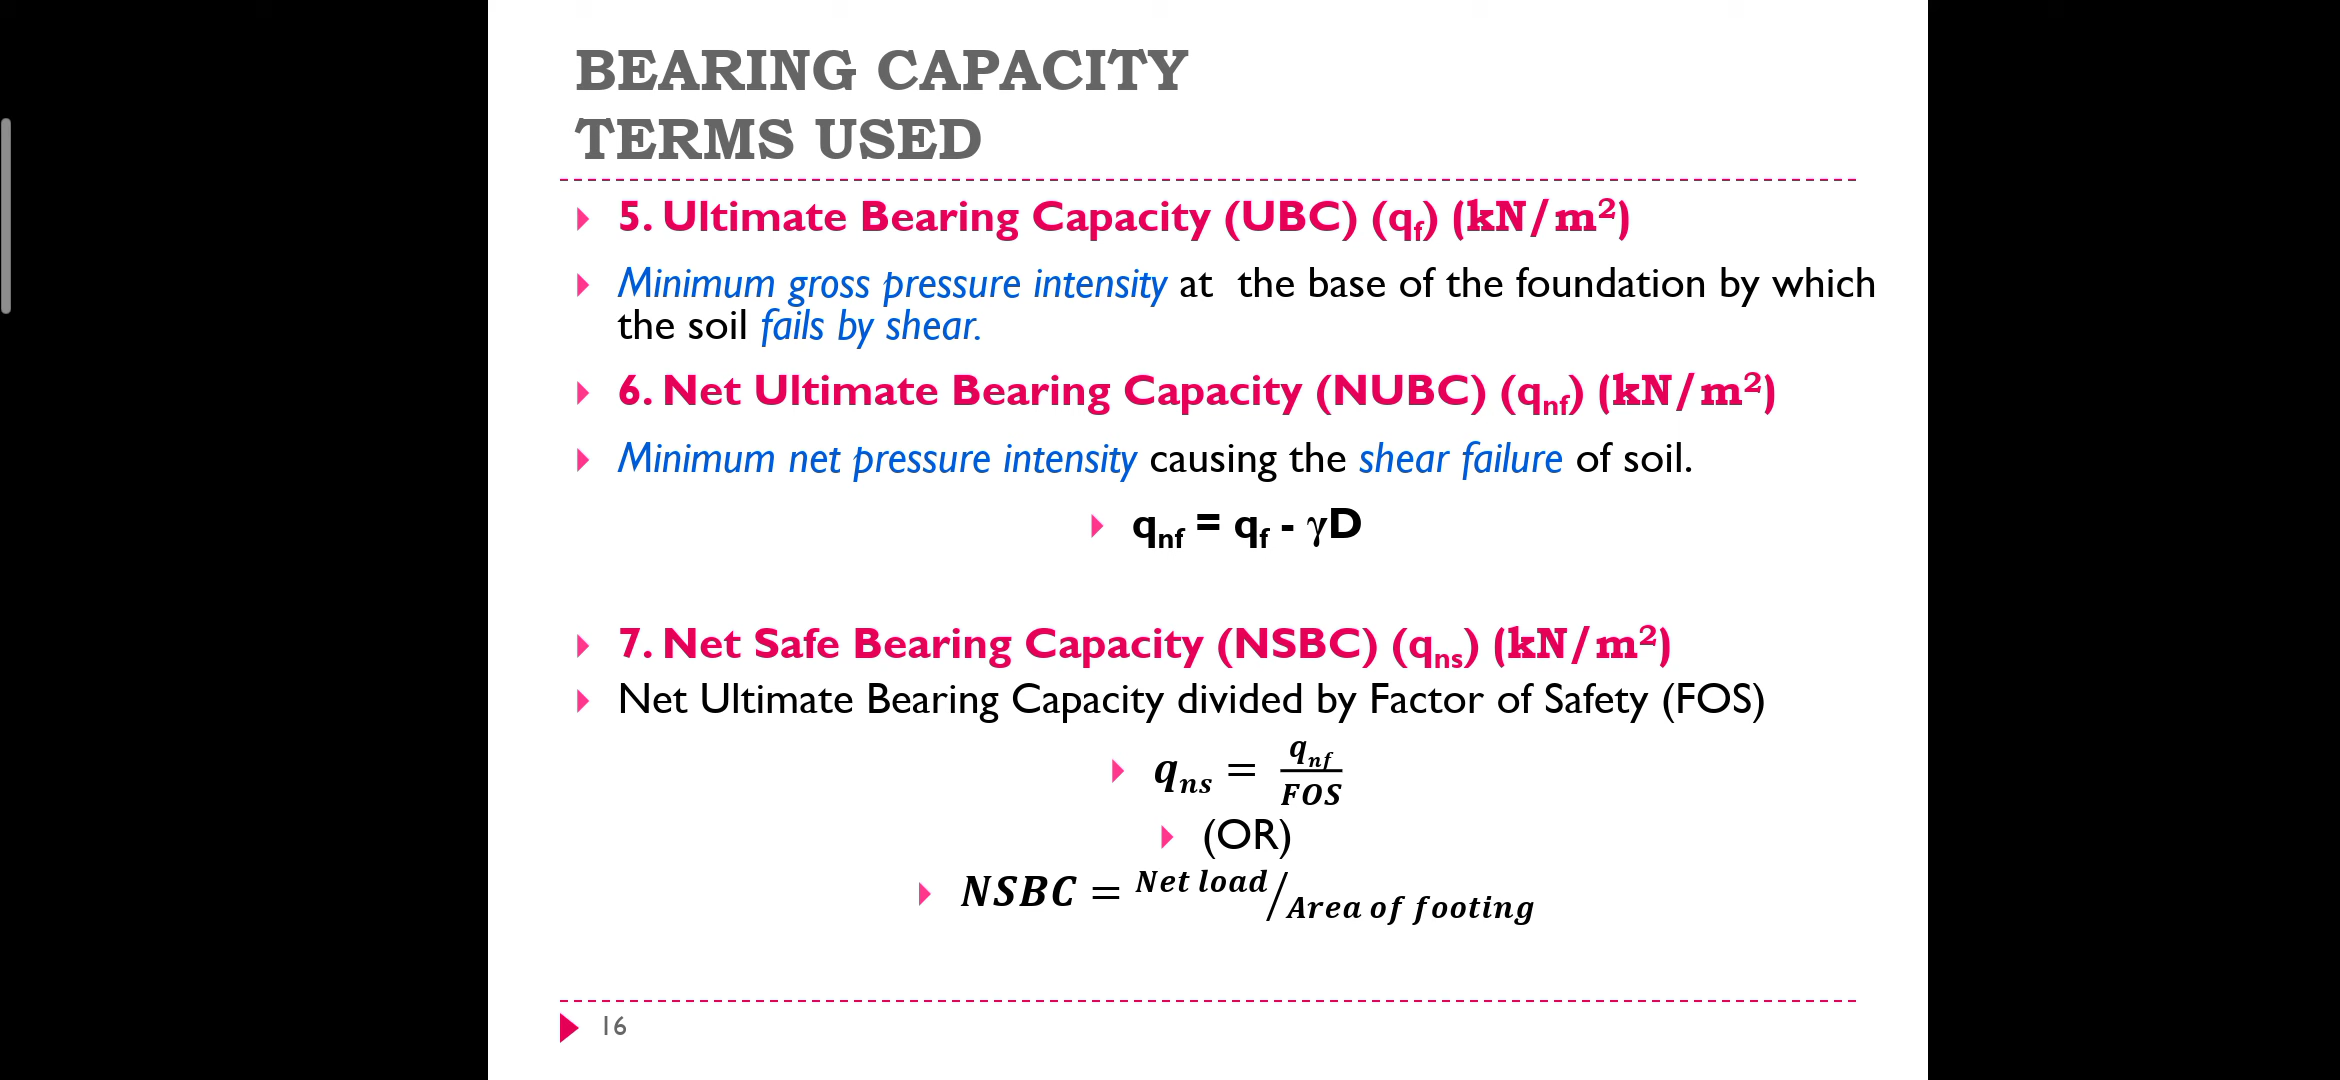 BEARING CAPACITY
TERMS USED
5. Ultimate Bearing Capacity (UBC) (qf) (kN/m²)
Minimum gross pressure intensity at the base of the foundation by which
the soil fails by shear.
6. Net Ultimate Bearing Capacity (NUBC) (qnf) (kN/m²)
Minimum net pressure intensity causing the shear failure of soil.
qnf = qf - γD
7. Net Safe Bearing Capacity (NSBC) (qns) (kN/m²)
Net Ultimate Bearing Capacity divided by Factor of Safety (FOS)
qns = qnf/FOS
(OR)
NSBC = Net load/Area of footing
16